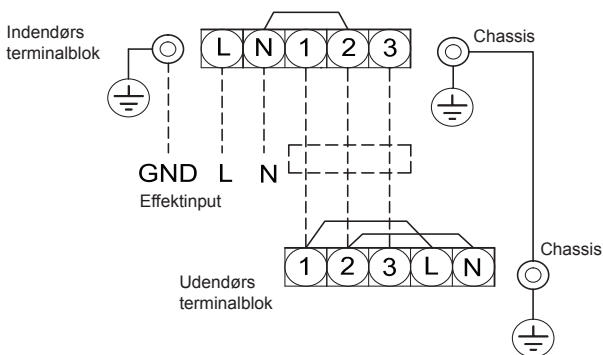 Indendørs
terminalblok
L N 1 2 3
Chassis
GND L N
Effektinput
1 2 3 L N
Chassis
Udendørs
terminalblok